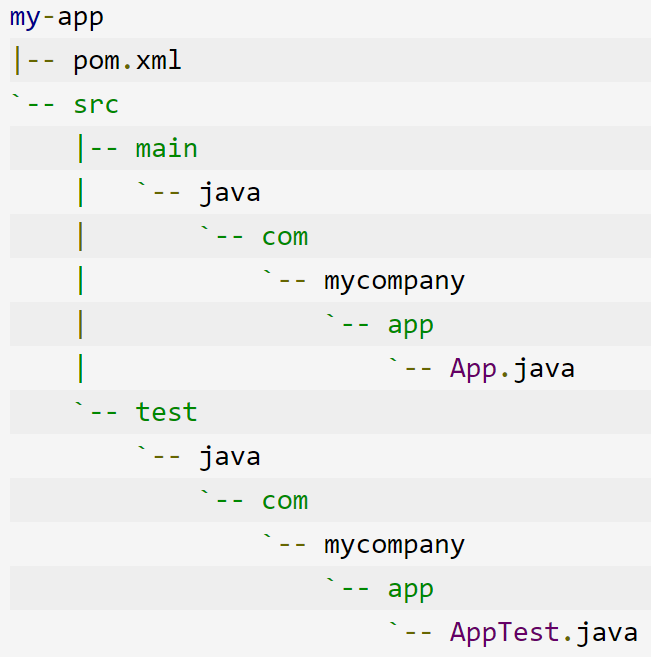 my-app
|-- pom.xml
`-- src
    |-- main
    |   `-- java
    |       `-- com
    |           `-- mycompany
    |               `-- app
    |                   `-- App.java
    `-- test
        `-- java
            `-- com
                `-- mycompany
                    `-- app
                        `-- AppTest.java